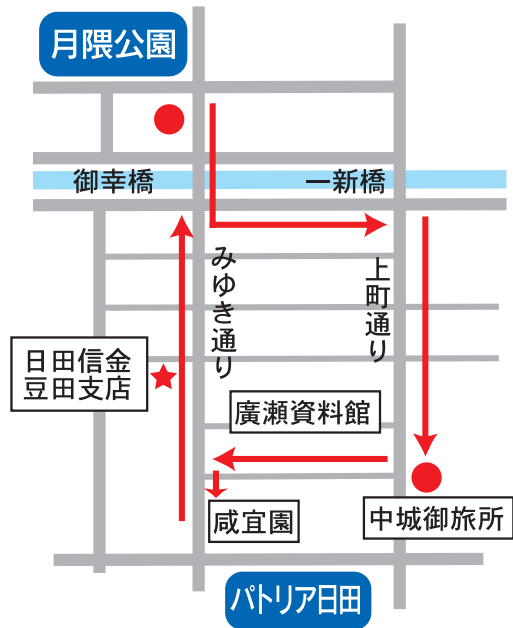 月隈公園
御幸橋
一新橋
みゆき通り
上町通り
日田信金
豆田支店
廣瀬資料館
咸宜園
中城御旅所
パトリア日田